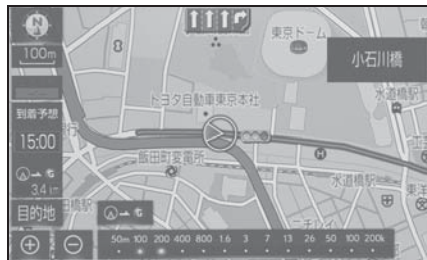 N
100m
東京ドーム
小石川橋
水道橋駅
トヨタ自動車東京本社
到着予想
15:00
飯田町変電所
3.4 km
水道橋駅
目的地
50m 100 200 400 800 1.6 3 7 13 26 50 100 200k